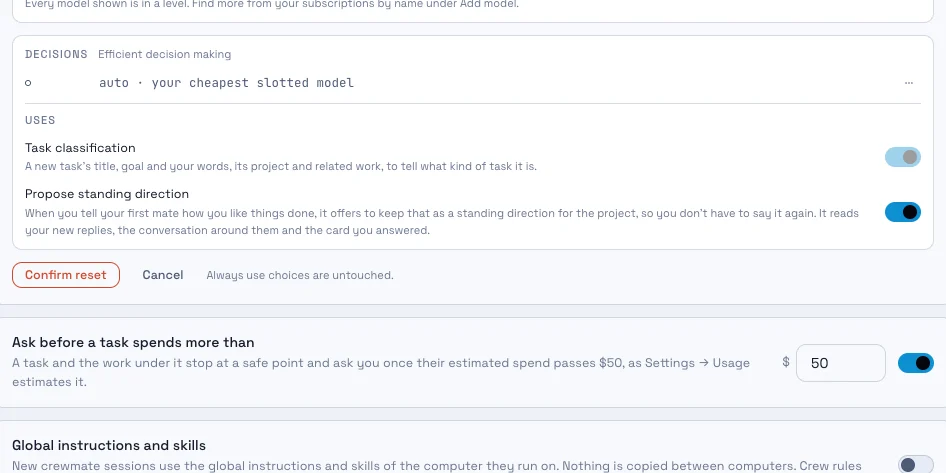 Every model shown is in a level. Find more from your subscriptions by name under Add model.
DECISIONS Efficient decision making
auto · your cheapest slotted model
USES
Task classification
A new task's title, goal and your words, its project and related work, to tell what kind of task it is.
Propose standing direction
When you tell your first mate how you like things done, it offers to keep that as a standing direction for the project, so you don't have to say it again. It reads
your new replies, the conversation around them and the card you answered.
Confirm reset Cancel Always use choices are untouched.
Ask before a task spends more than
A task and the work under it stop at a safe point and ask you once their estimated spend passes $50, as Settings → Usage
estimates it.
$ 50
Global instructions and skills
New crewmate sessions use the global instructions and skills of the computer they run on. Nothing is copied between computers. Crew rules